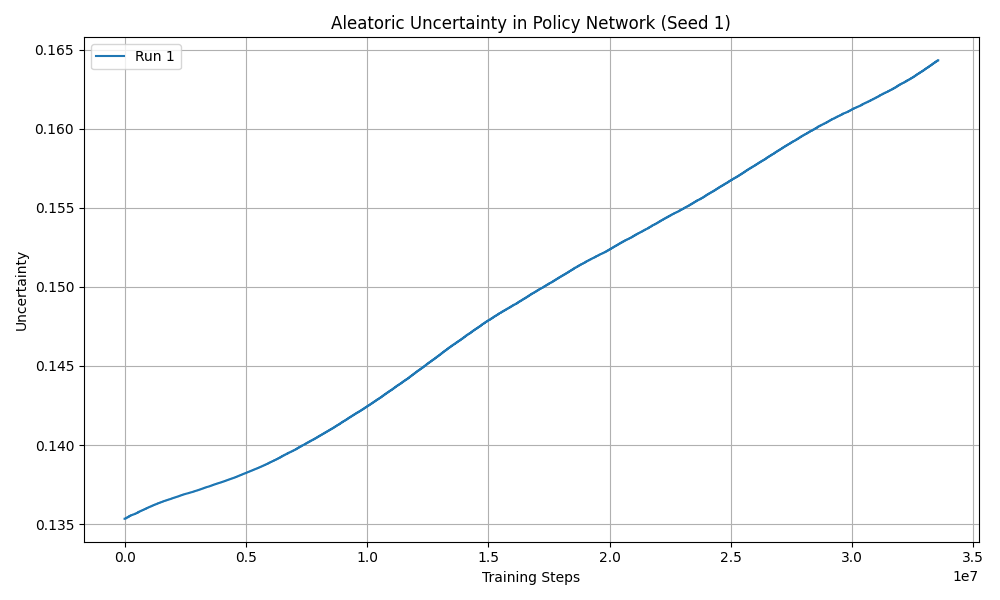 Aleatoric Uncertainty in Policy Network (Seed 1)
Run 1
Uncertainty
0.165
0.160
0.155
0.150
0.145
0.140
0.135
0.0 0.5 1.0 1.5 2.0 2.5 3.0 3.5
1e7
Training Steps